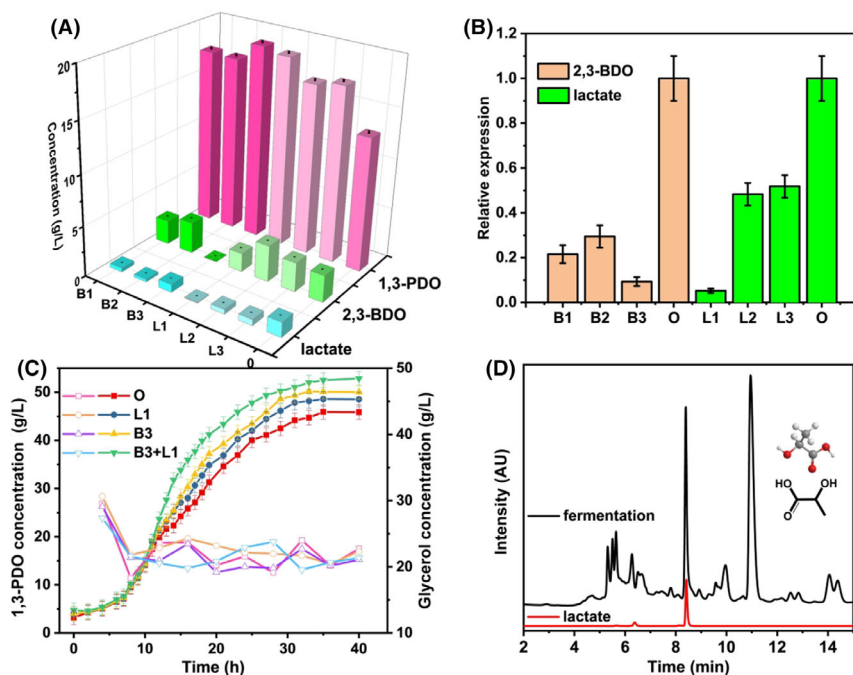 (A)
Concentration (g/L)
20
15
10
5
0
B1
B2
B3
L1
L2
L3
0
1,3-PDO
2,3-BDO
lactate
(B)
Relative expression
1.2
1.0
0.8
0.6
0.4
0.2
0.0
2,3-BDO
lactate
B1 B2 B3 O L1 L2 L3 O
(C)
1,3-PDO concentration (g/L)
50
40
30
20
10
0
O
L1
B3
B3+L1
50
40
30
20
10
Glycerol concentration (g/L)
0 10 20 30 40
Time (h)
(D)
Intensity (AU)
fermentation
lactate
HO OH
O
2 4 6 8 10 12 14
Time (min)